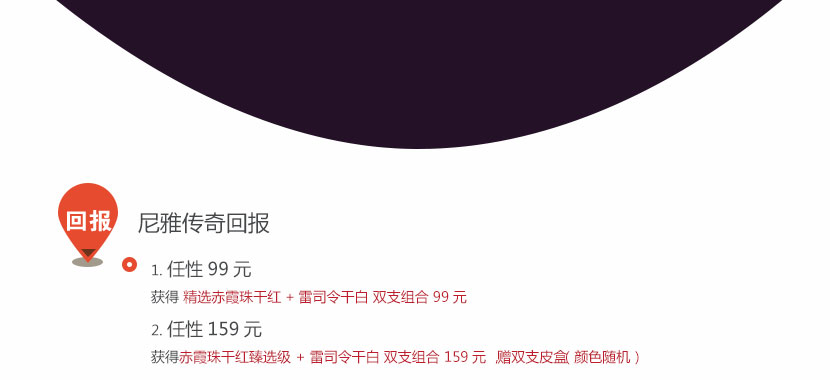 回报
尼雅传奇回报
1. 任性 99 元
获得 精选赤霞珠干红 + 雷司令干白 双支组合 99 元
2. 任性 159 元
获得赤霞珠干红臻选级 + 雷司令干白 双支组合 159 元 ,赠双支皮盒( 颜色随机 )